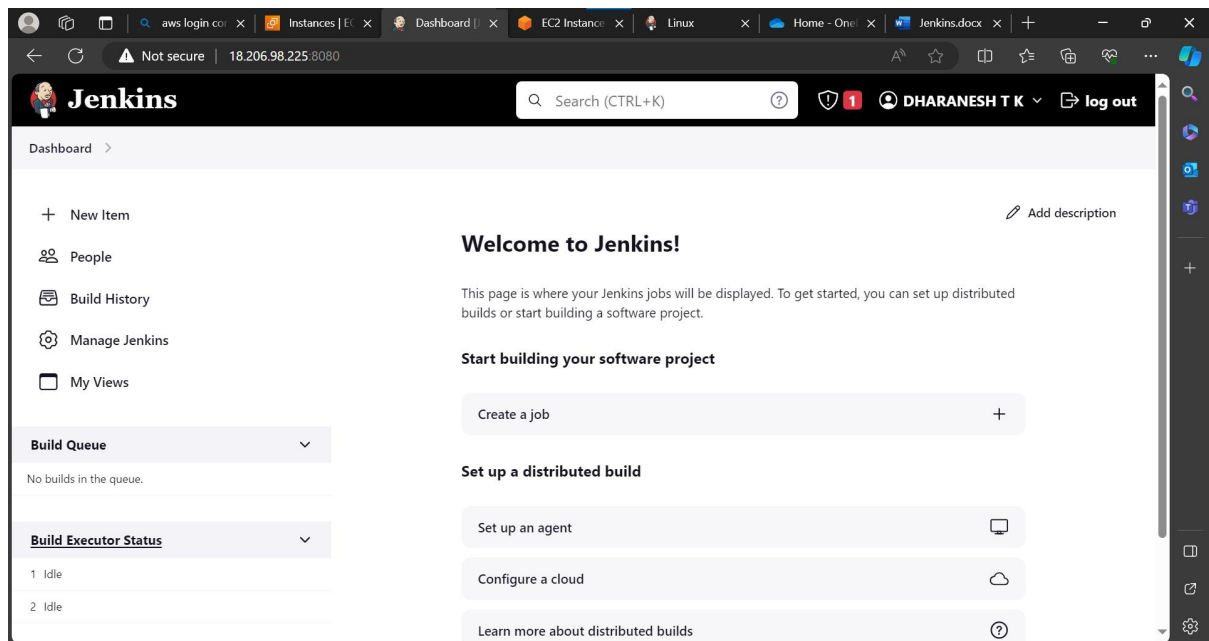 aws login cor
Instances | EC
Dashboard [J
EC2 Instance
Linux
Home - OneI
Jenkins.docx
Not secure | 18.206.98.225:8080
Jenkins
Search (CTRL+K)
1
DHARANESH T K
log out
Dashboard
New Item
People
Build History
Manage Jenkins
My Views
Build Queue
No builds in the queue.
Build Executor Status
1 Idle
2 Idle
Add description
Welcome to Jenkins!
This page is where your Jenkins jobs will be displayed. To get started, you can set up distributed
builds or start building a software project.
Start building your software project
Create a job
Set up a distributed build
Set up an agent
Configure a cloud
Learn more about distributed builds